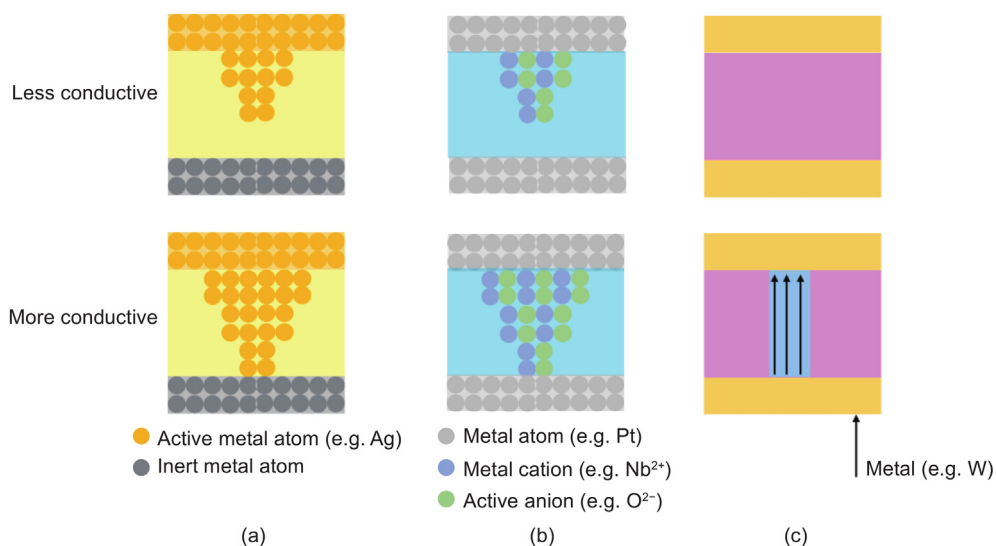 Less conductive
More conductive
Active metal atom (e.g. Ag)
Inert metal atom
Metal atom (e.g. Pt)
Metal cation (e.g. Nb²⁺)
Active anion (e.g. O²⁻)
Metal (e.g. W)
(a)
(b)
(c)